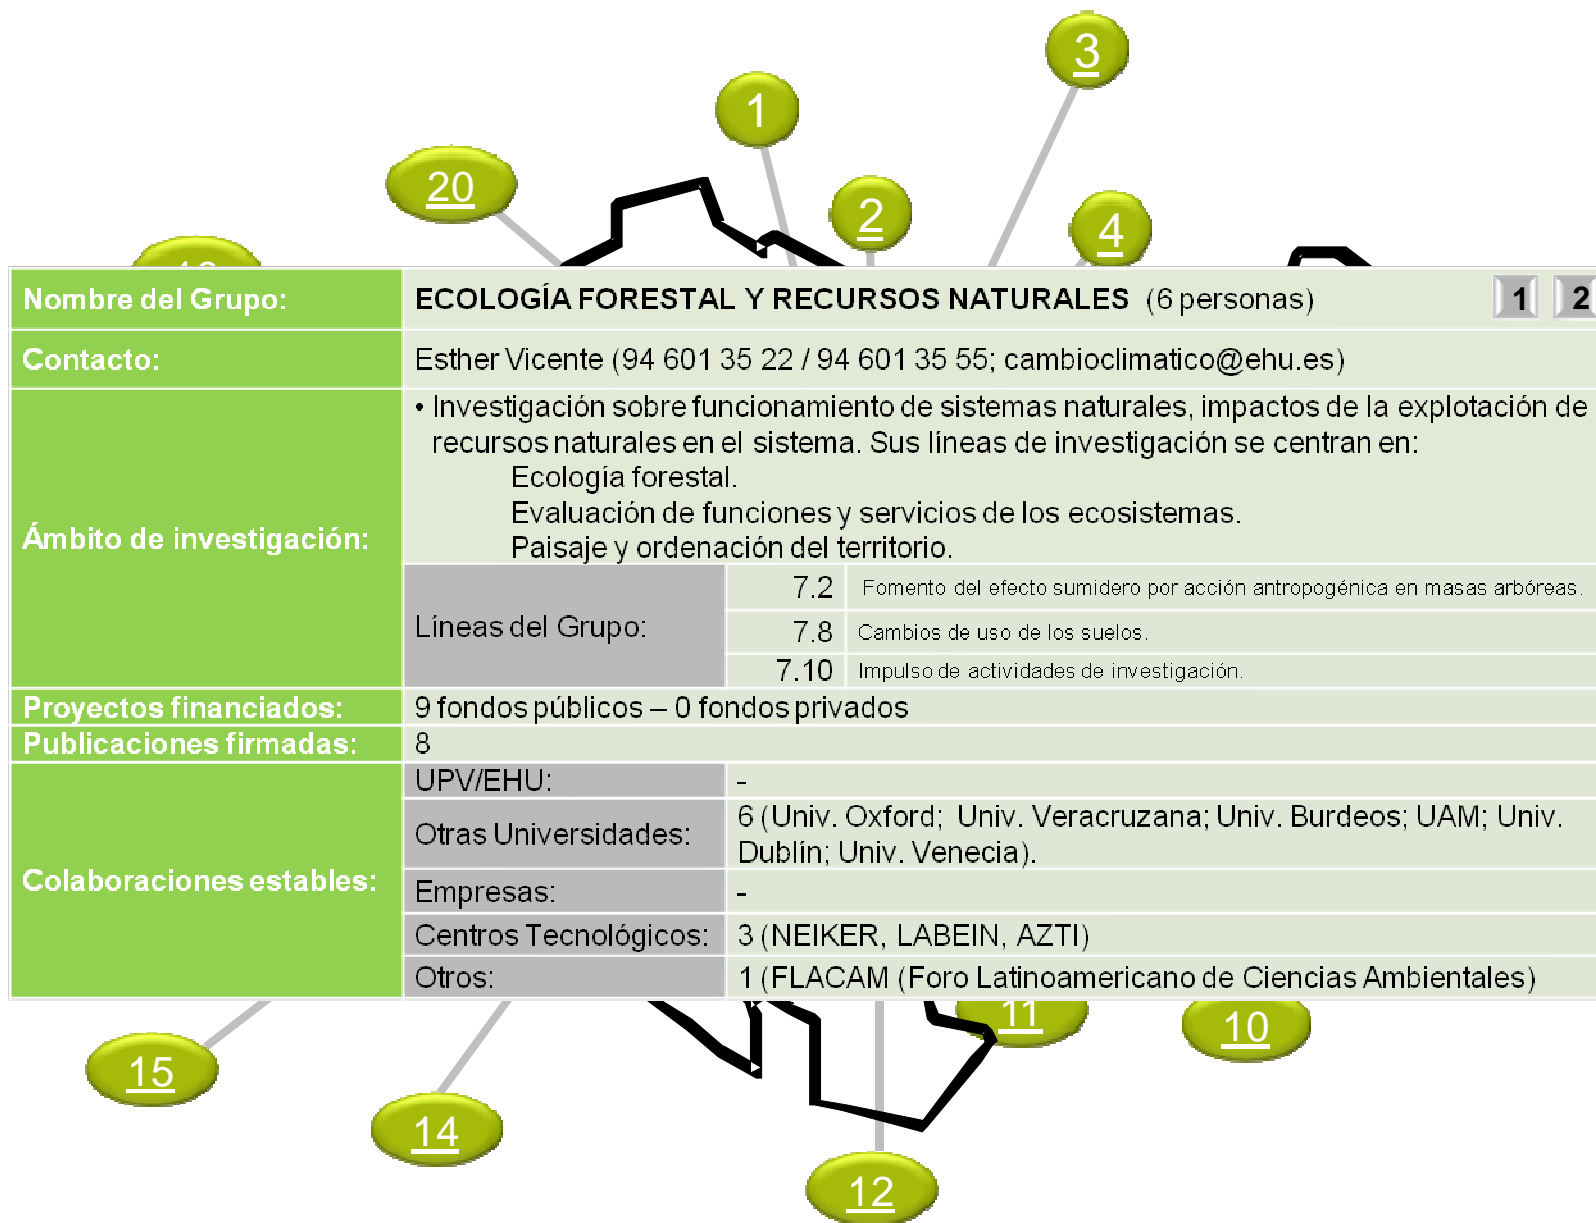 3
1
20
2
4
Nombre del Grupo:
ECOLOGÍA FORESTAL Y RECURSOS NATURALES (6 personas)
1 2
Contacto:
Esther Vicente (94 601 35 22 / 94 601 35 55; cambioclimatico@ehu.es)
Ámbito de investigación:
• Investigación sobre funcionamiento de sistemas naturales, impactos de la explotación de
recursos naturales en el sistema. Sus líneas de investigación se centran en:
Ecología forestal.
Evaluación de funciones y servicios de los ecosistemas.
Paisaje y ordenación del territorio.
Líneas del Grupo:
7.2 Fomento del efecto sumidero por acción antropogénica en masas arbóreas.
7.8 Cambios de uso de los suelos.
7.10 Impulso de actividades de investigación.
Proyectos financiados:
9 fondos públicos – 0 fondos privados
Publicaciones firmadas:
8
Colaboraciones estables:
UPV/EHU: -
Otras Universidades:
6 (Univ. Oxford; Univ. Veracruzana; Univ. Burdeos; UAM; Univ.
Dublín; Univ. Venecia).
Empresas: -
Centros Tecnológicos: 3 (NEIKER, LABEIN, AZTI)
Otros: 1 (FLACAM (Foro Latinoamericano de Ciencias Ambientales)
11
10
15
14
12